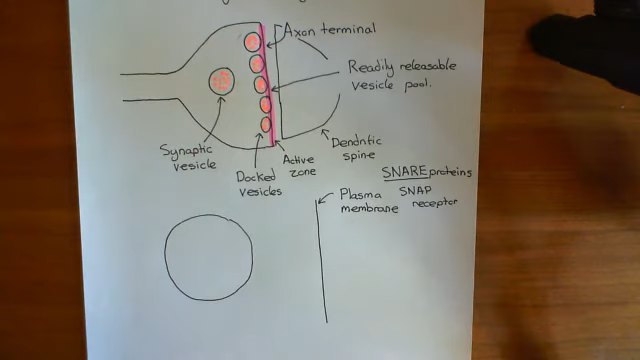 Axon terminal
Readily releasable
vesicle pool.
Synaptic
vesicle
Docked
vesicles
Active
zone
Dendritic
spine
SNARE proteins
SNAP
receptor
Plasma
membrane